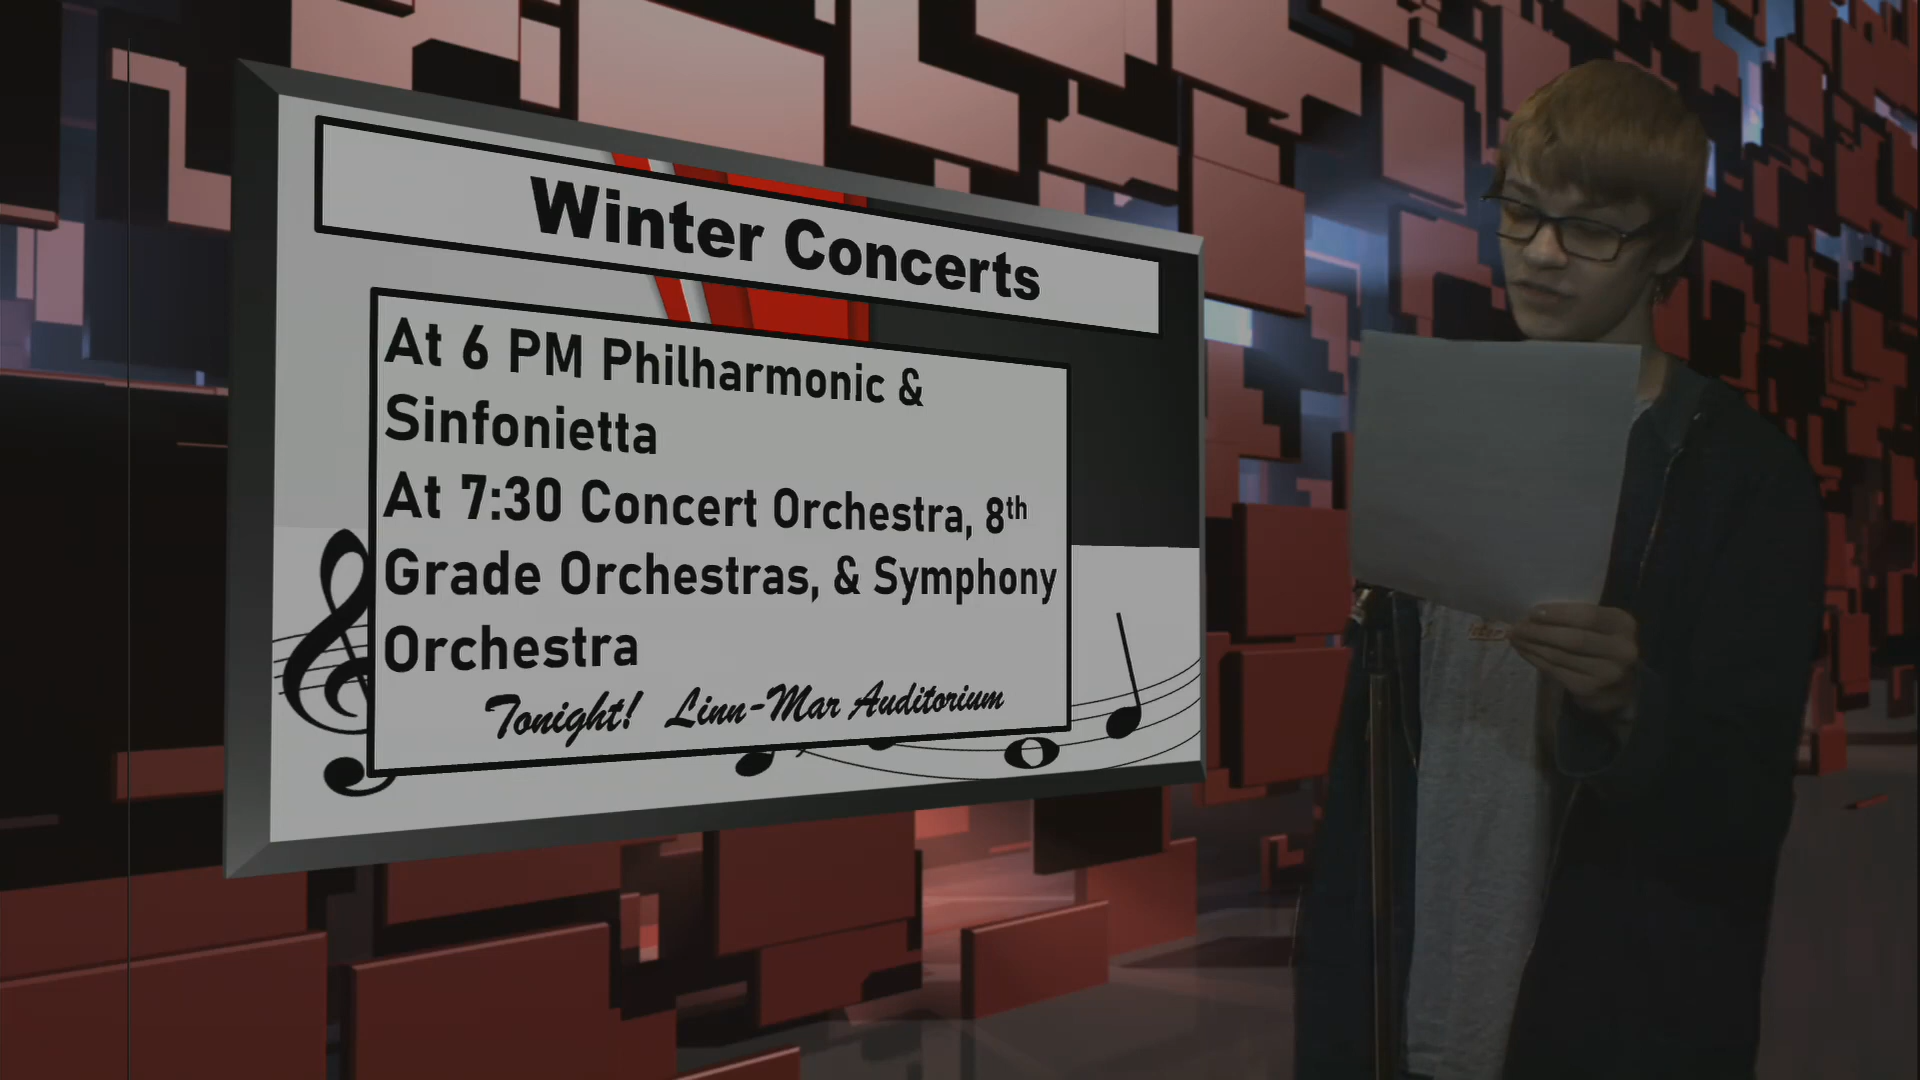 Winter Concerts
At 6 PM Philharmonic &
Sinfonietta
At 7:30 Concert Orchestra, 8th
Grade Orchestras, & Symphony
Orchestra
Tonight! Linn-Mar Auditorium